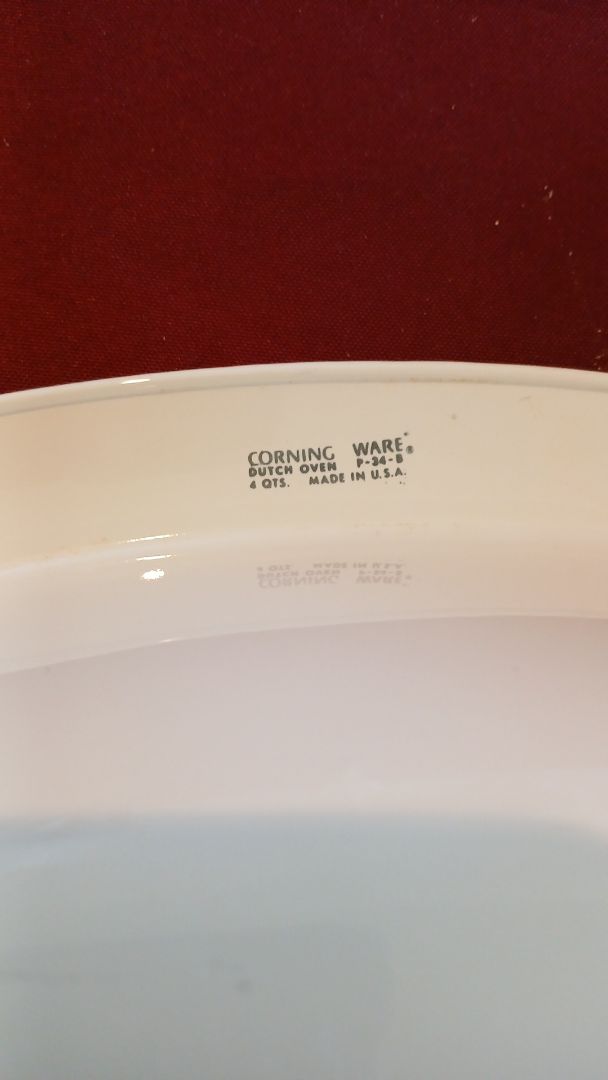 CORNING WARE®
DUTCH OVEN P-34-B
4 QTS. MADE IN U.S.A.